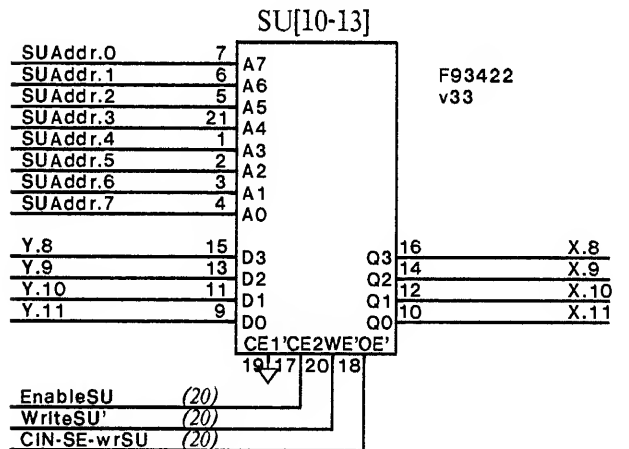 SU[10-13]
SUAddr.0 7 A7
SUAddr.1 6 A6
SUAddr.2 5 A5
SUAddr.3 21 A4
SUAddr.4 1 A3
SUAddr.5 2 A2
SUAddr.6 3 A1
SUAddr.7 4 A0
F93422
v33
Y.8 15 D3 Q3 16 X.8
Y.9 13 D2 Q2 14 X.9
Y.10 11 D1 Q1 12 X.10
Y.11 9 D0 Q0 10 X.11
CE1'CE2WE'OE'
19 17 20 18
EnableSU (20)
WriteSU' (20)
CIN-SE-wrSU (20)